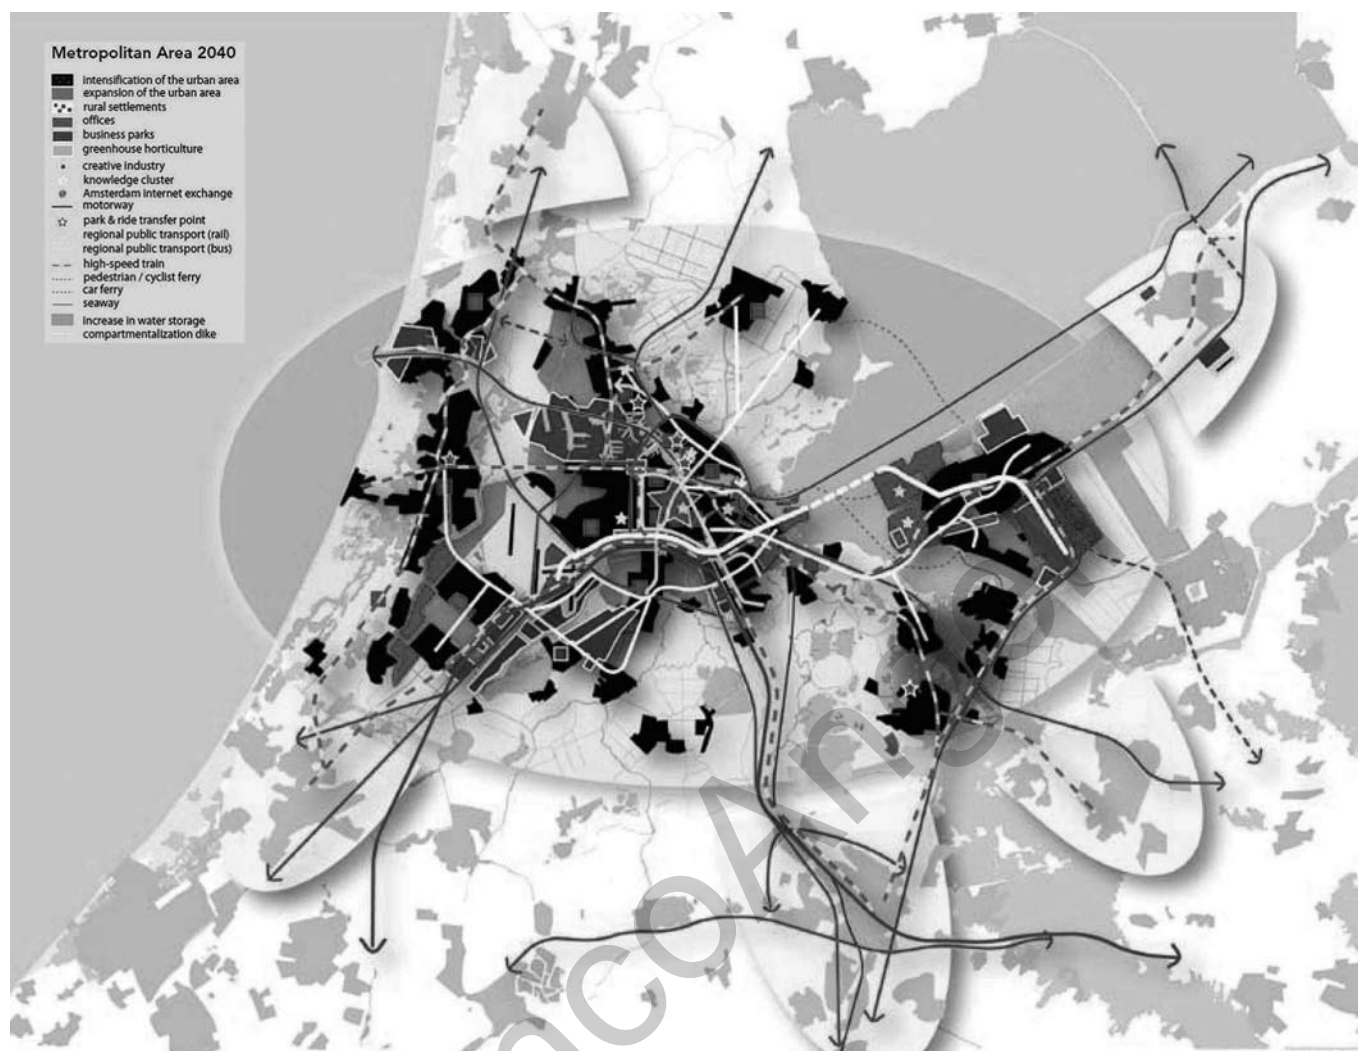 Metropolitan Area 2040
intensification of the urban area
expansion of the urban area
rural settlements
offices
business parks
greenhouse horticulture
creative industry
knowledge cluster
Amsterdam internet exchange
motorway
park & ride transfer point
regional public transport (rail)
regional public transport (bus)
high-speed train
pedestrian / cyclist ferry
car ferry
seaway
increase in water storage
compartmentalization dike